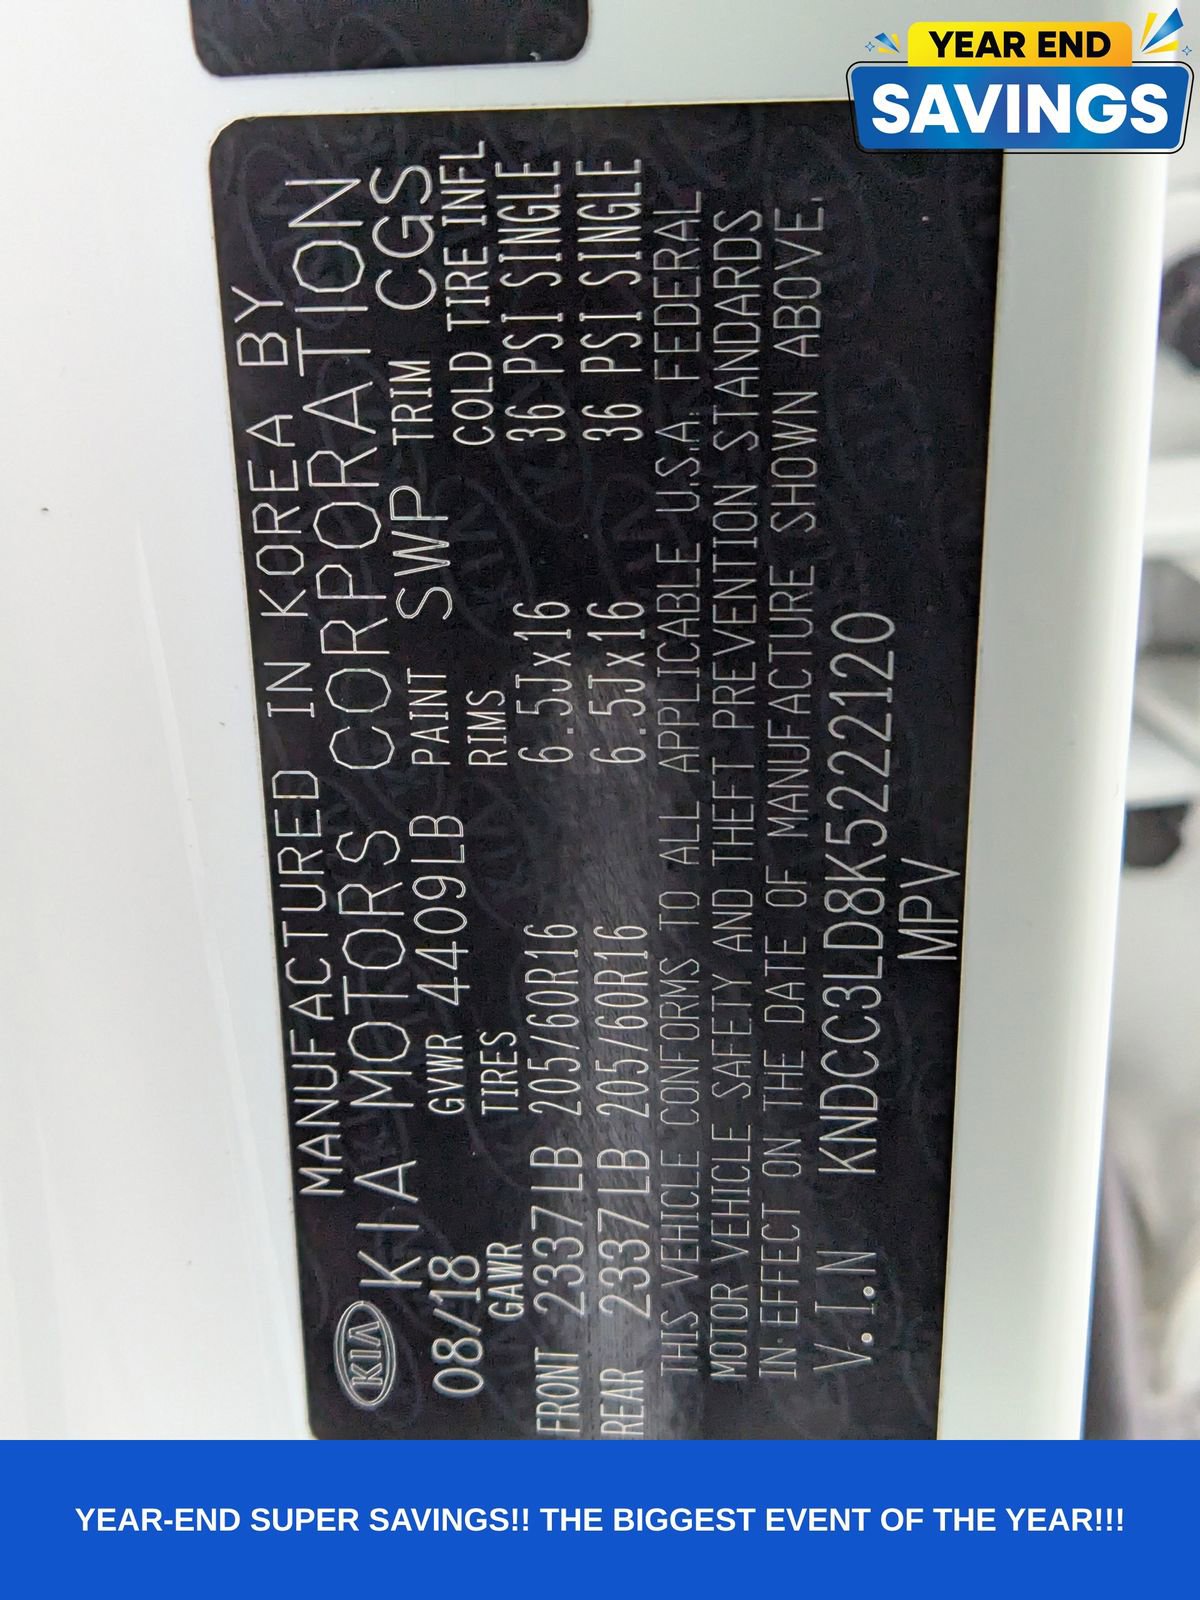 YEAR END
SAVINGS
MANUFACTURED IN KOREA BY
KIA KIA MOTORS CORPORATION
08/18 GVWR 4409LB PAINT SWP TRIM CGS
GAWR TIRES RIMS COLD TIRE INFL
FRONT 2337LB 205/60R16 6.5Jx16 36 PSI SINGLE
REAR 2337LB 205/60R16 6.5Jx16 36 PSI SINGLE
THIS VEHICLE CONFORMS TO ALL APPLICABLE U.S.A. FEDERAL
MOTOR VEHICLE SAFETY AND THEFT PREVENTION STANDARDS
IN EFFECT ON THE DATE OF MANUFACTURE SHOWN ABOVE.
V.I.N KNDCC3LD8K5222120
MPV
YEAR-END SUPER SAVINGS!! THE BIGGEST EVENT OF THE YEAR!!!